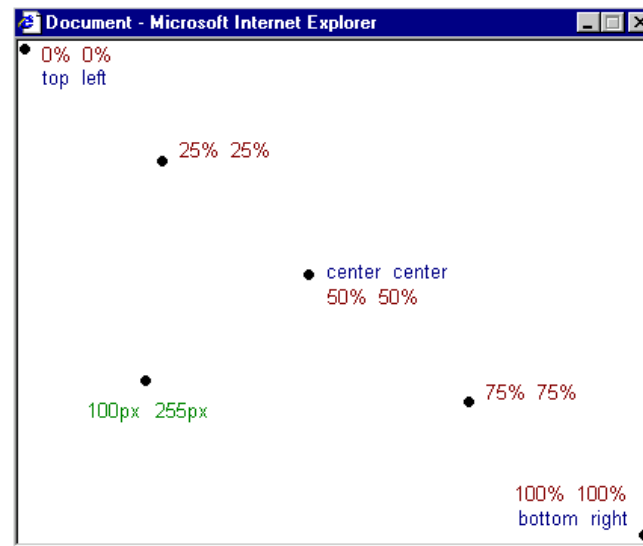 Document - Microsoft Internet Explorer
0% 0%
top left
25% 25%
center center
50% 50%
100px 255px
75% 75%
100% 100%
bottom right